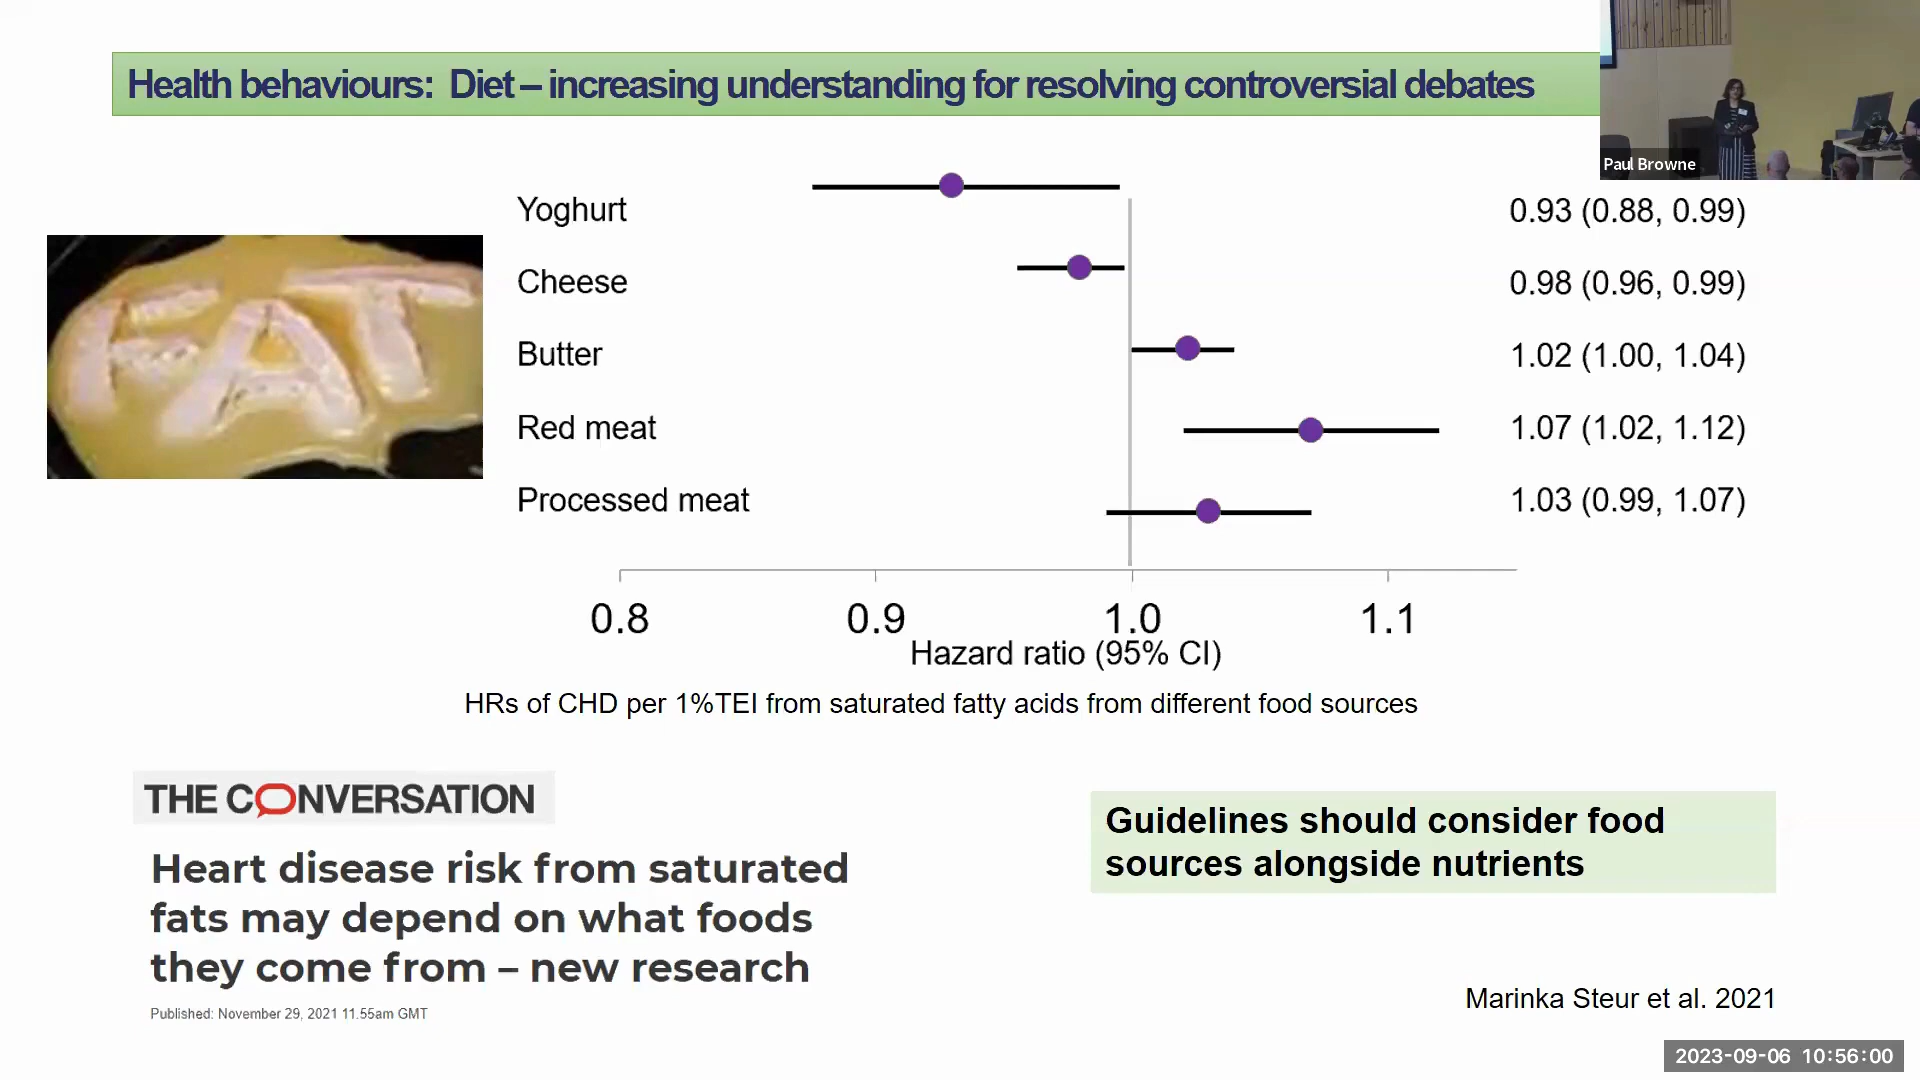 Health behaviours: Diet – increasing understanding for resolving controversial debates
Paul Browne
FAT
Yoghurt 0.93 (0.88, 0.99)
Cheese 0.98 (0.96, 0.99)
Butter 1.02 (1.00, 1.04)
Red meat 1.07 (1.02, 1.12)
Processed meat 1.03 (0.99, 1.07)
0.8 0.9 1.0 1.1
Hazard ratio (95% CI)
HRs of CHD per 1%TEI from saturated fatty acids from different food sources
THE CONVERSATION
Heart disease risk from saturated
fats may depend on what foods
they come from – new research
Published: November 29, 2021 11.55am GMT
Guidelines should consider food
sources alongside nutrients
Marinka Steur et al. 2021
2023-09-06 10:56:00